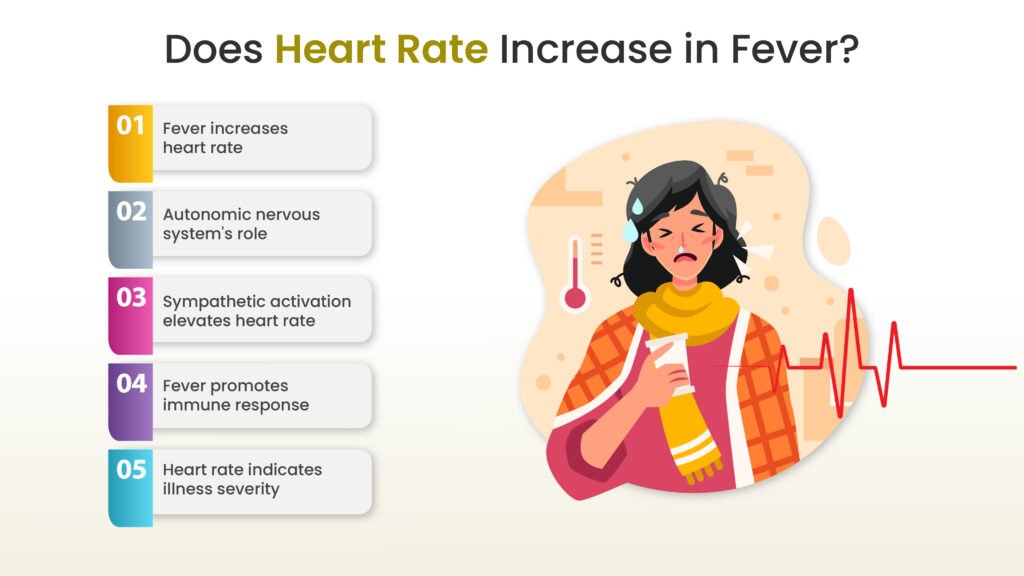 Does Heart Rate Increase in Fever?
01
Fever increases
heart rate
02
Autonomic nervous
system's role
03
Sympathetic activation
elevates heart rate
04
Fever promotes
immune response
05
Heart rate indicates
illness severity